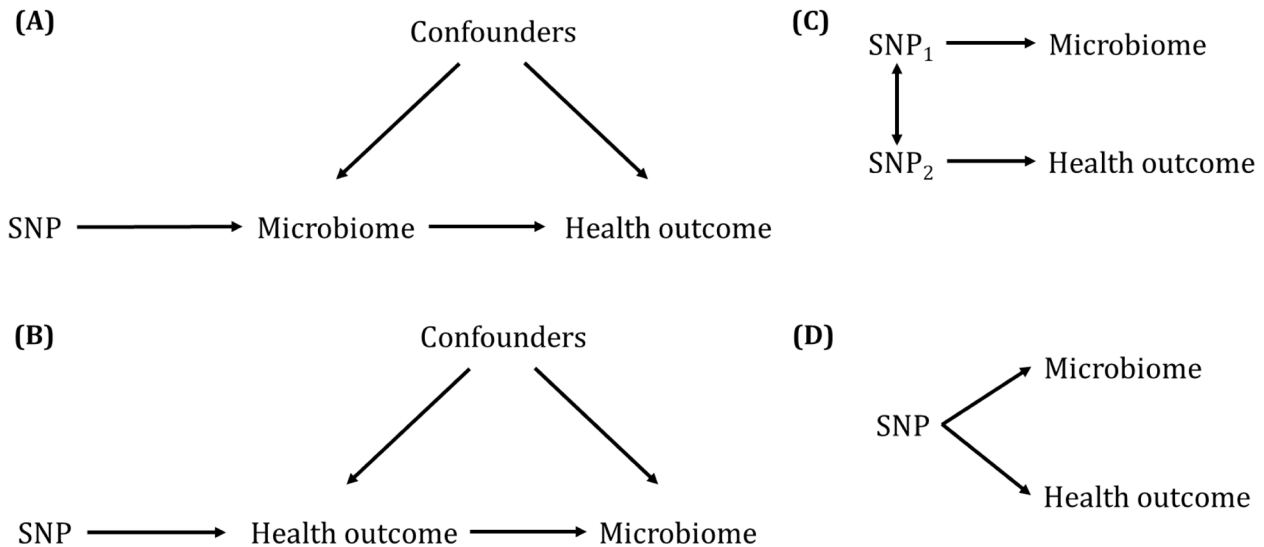 (A)
Confounders
SNP
Microbiome
Health outcome
(B)
Confounders
SNP
Health outcome
Microbiome
(C)
SNP₁
Microbiome
SNP₂
Health outcome
(D)
Microbiome
SNP
Health outcome